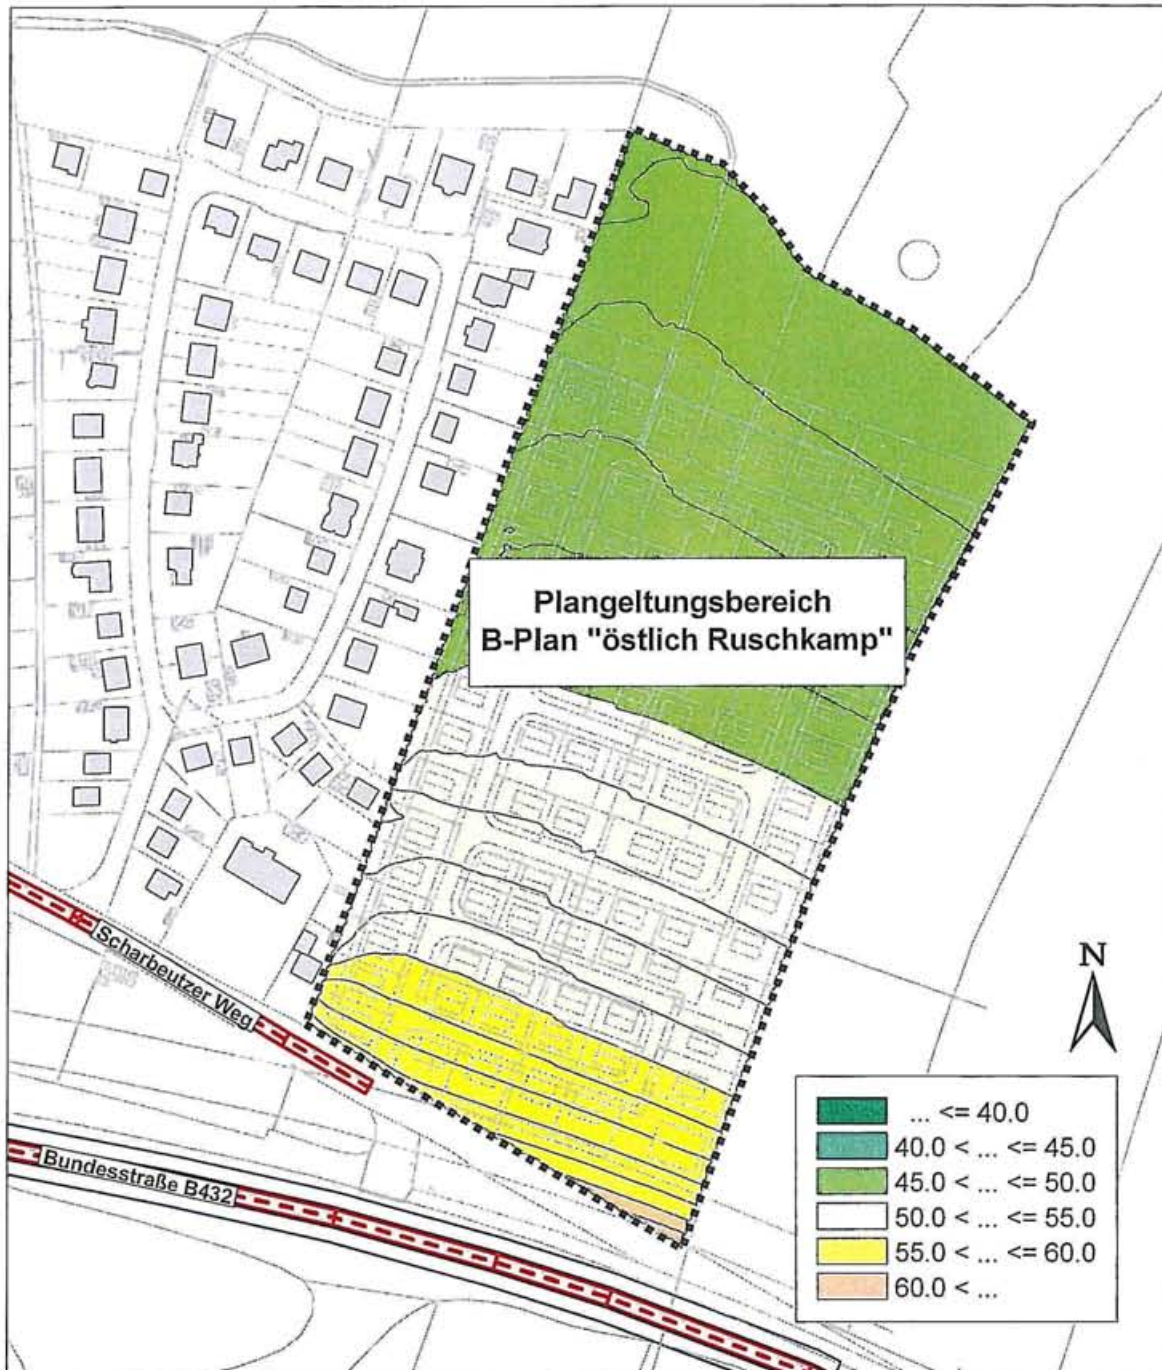 Plangeltungsbereich
B-Plan "östlich Ruschkamp"
Scharbeutzer Weg
Bundesstraße B432
N
... <= 40.0
40.0 < ... <= 45.0
45.0 < ... <= 50.0
50.0 < ... <= 55.0
55.0 < ... <= 60.0
60.0 < ...